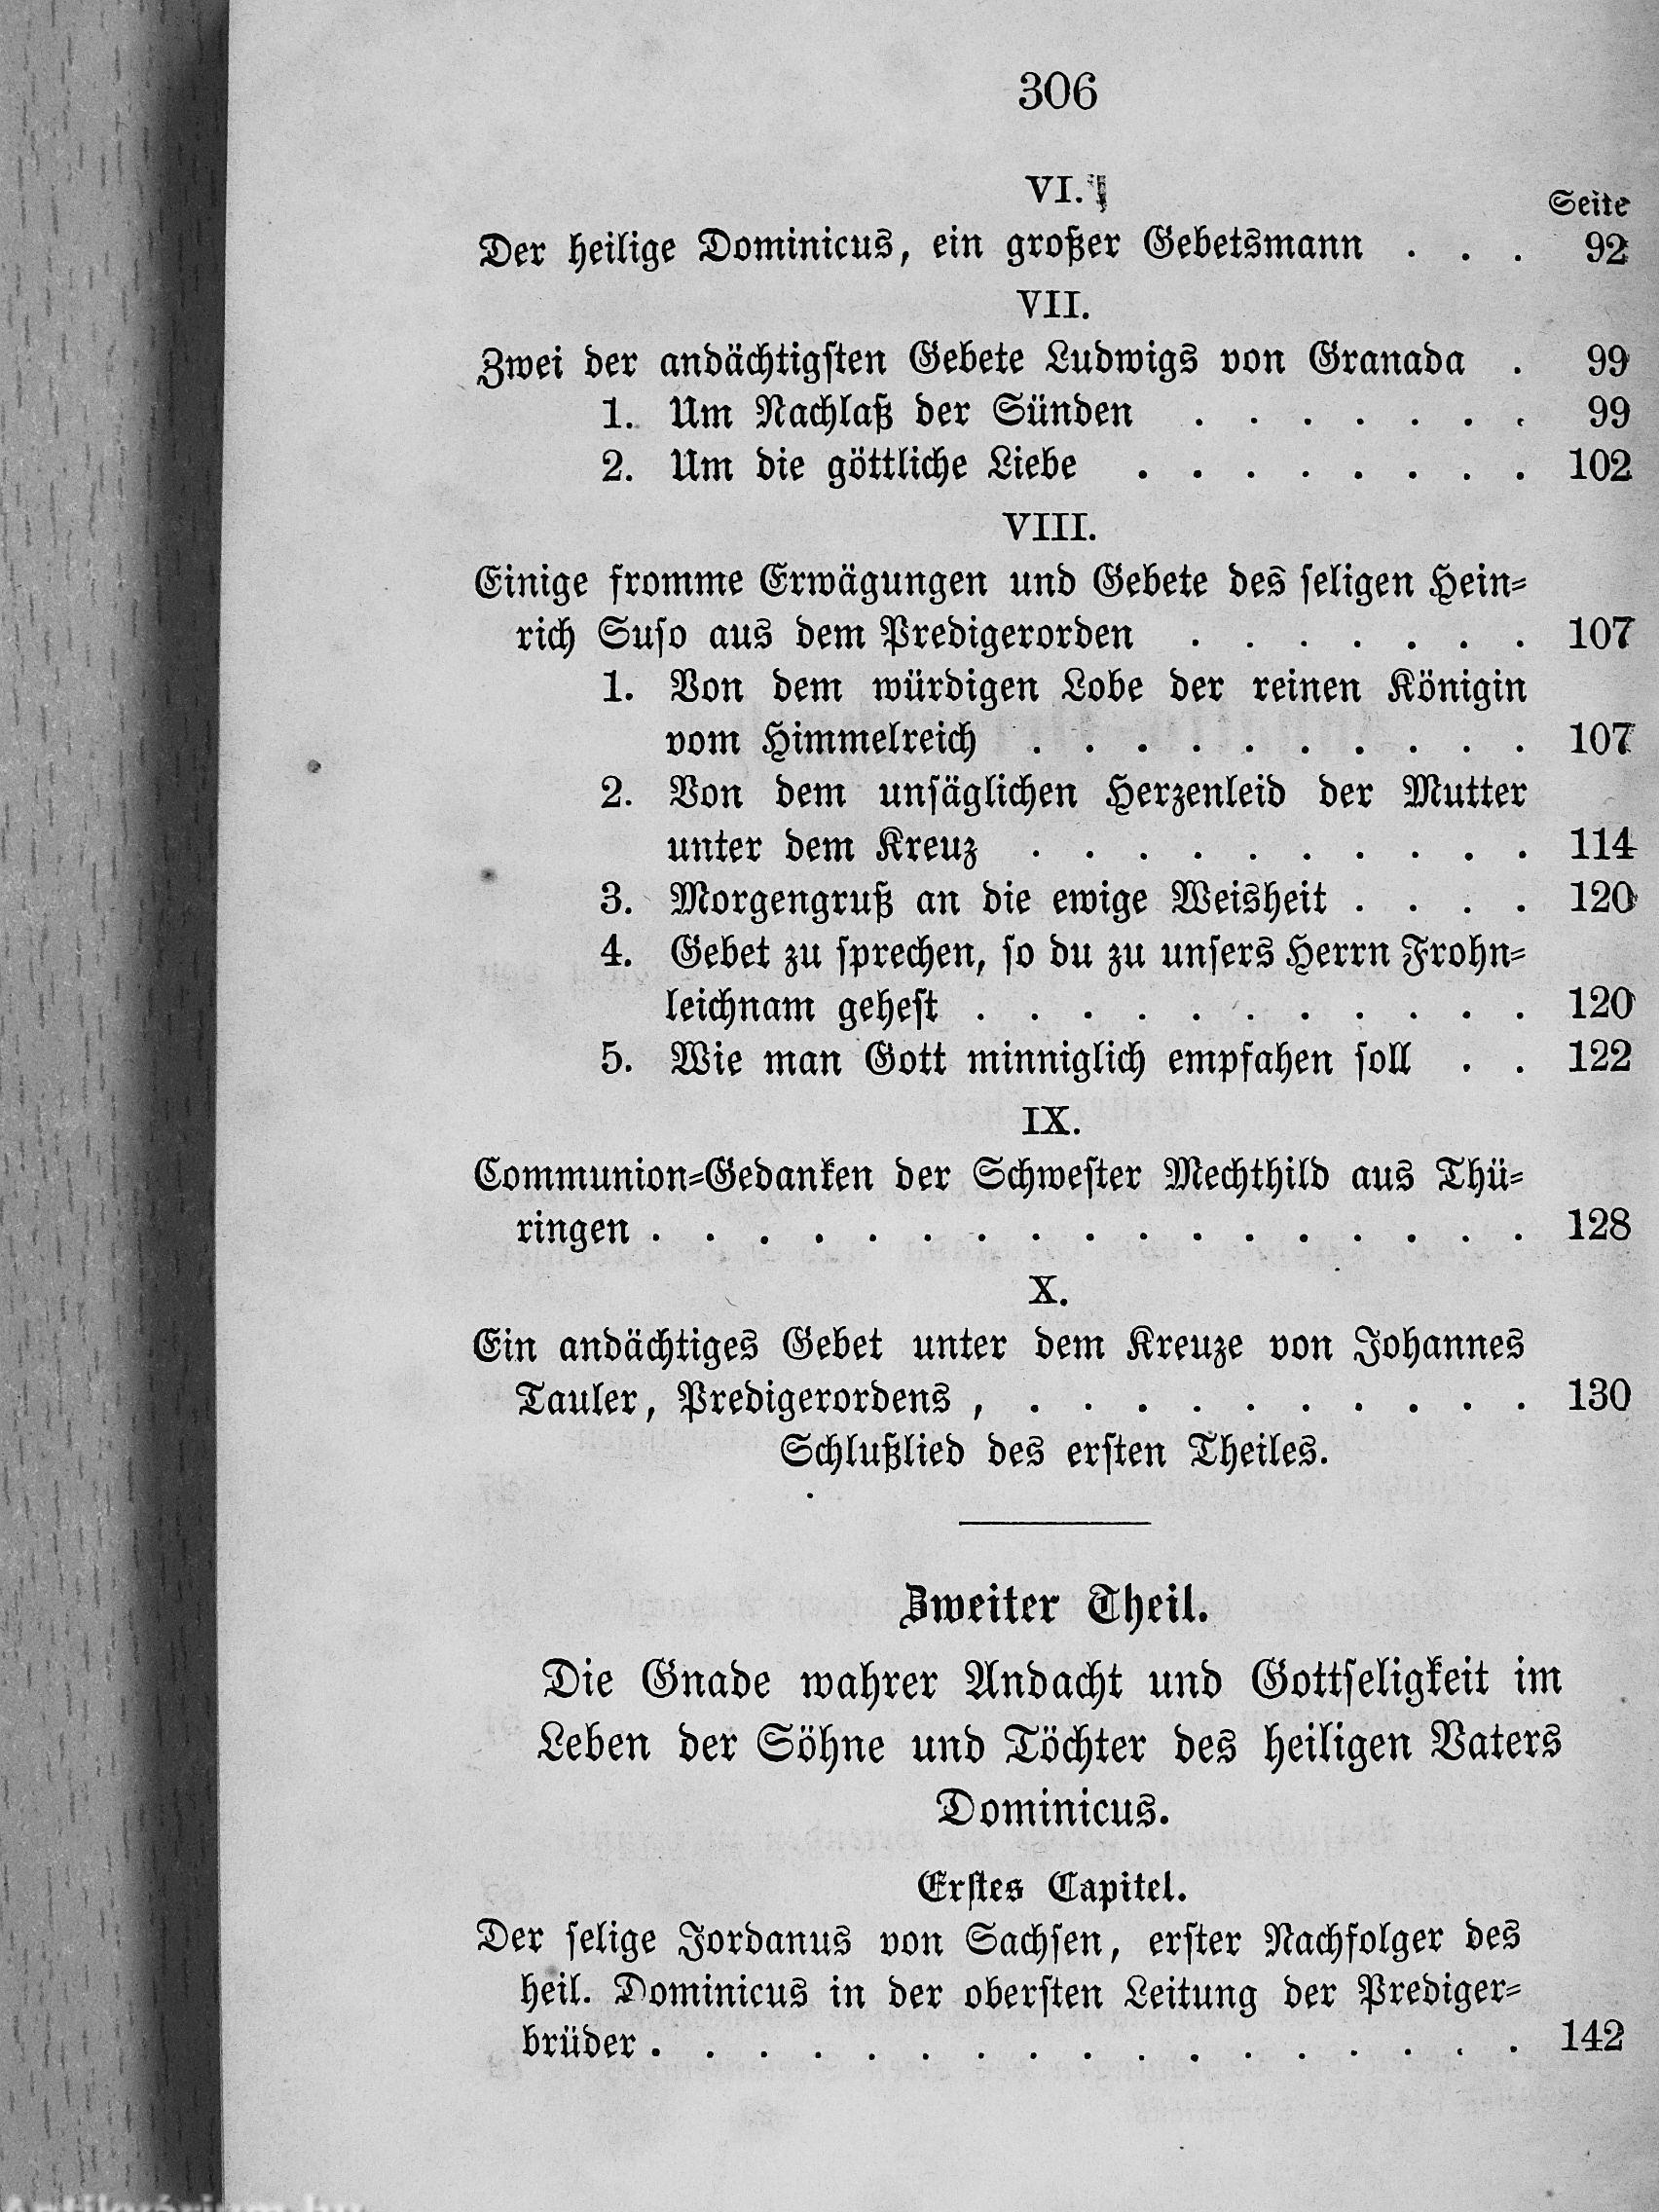 306
VI.
Seite
Der heilige Dominicus, ein großer Gebetsmann . . . 92
VII.
Zwei der andächtigsten Gebete Ludwigs von Granada . 99
1. Um Nachlaß der Sünden . . . . . . . 99
2. Um die göttliche Liebe . . . . . . . . 102
VIII.
Einige fromme Erwägungen und Gebete des seligen Hein-
rich Suso aus dem Predigerorden . . . . . . . 107
1. Von dem würdigen Lobe der reinen Königin
vom Himmelreich . . . . . . . . . . 107
2. Von dem unsäglichen Herzenleid der Mutter
unter dem Kreuz . . . . . . . . . . 114
3. Morgengruß an die ewige Weisheit . . . . 120
4. Gebet zu sprechen, so du zu unsers Herrn Frohn-
leichnam gehest . . . . . . . . . . . 120
5. Wie man Gott minniglich empfahen soll . . 122
IX.
Communion-Gedanken der Schwester Mechthild aus Thü-
ringen . . . . . . . . . . . . . . . . . 128
X.
Ein andächtiges Gebet unter dem Kreuze von Johannes
Tauler, Predigerordens , . . . . . . . . . . 130
Schlußlied des ersten Theiles.
Zweiter Theil.
Die Gnade wahrer Andacht und Gottseligkeit im
Leben der Söhne und Töchter des heiligen Vaters
Dominicus.
Erstes Capitel.
Der selige Jordanus von Sachsen, erster Nachfolger des
heil. Dominicus in der obersten Leitung der Prediger-
brüder . . . . . . . . . . . . . . . . . 142